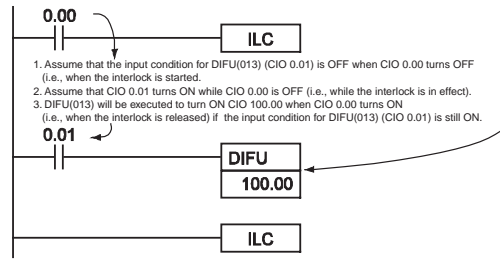 0.00
ILC
1. Assume that the input condition for DIFU(013) (CIO 0.01) is OFF when CIO 0.00 turns OFF
(i.e., when the interlock is started.
2. Assume that CIO 0.01 turns ON while CIO 0.00 is OFF (i.e., while the interlock is in effect).
3. DIFU(013) will be executed to turn ON CIO 100.00 when CIO 0.00 turns ON
(i.e., when the interlock is released) if the input condition for DIFU(013) (CIO 0.01) is still ON.
0.01
DIFU
100.00
ILC